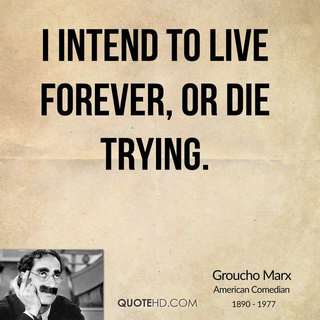 I INTEND TO LIVE
FOREVER, OR DIE
TRYING.
Groucho Marx
American Comedian
QUOTEHD.COM
1890 - 1977